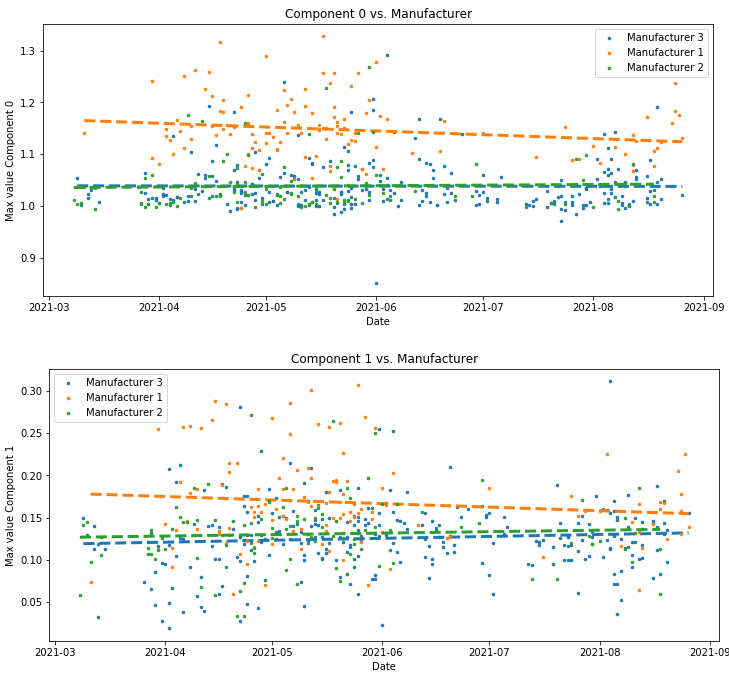 Component 0 vs. Manufacturer
Max value Component 0
1.3
1.2
1.1
1.0
0.9
Manufacturer 3
Manufacturer 1
Manufacturer 2
2021-03 2021-04 2021-05 2021-06 2021-07 2021-08 2021-09
Date
Component 1 vs. Manufacturer
Max value Component 1
0.30
0.25
0.20
0.15
0.10
0.05
Manufacturer 3
Manufacturer 1
Manufacturer 2
2021-03 2021-04 2021-05 2021-06 2021-07 2021-08 2021-09
Date